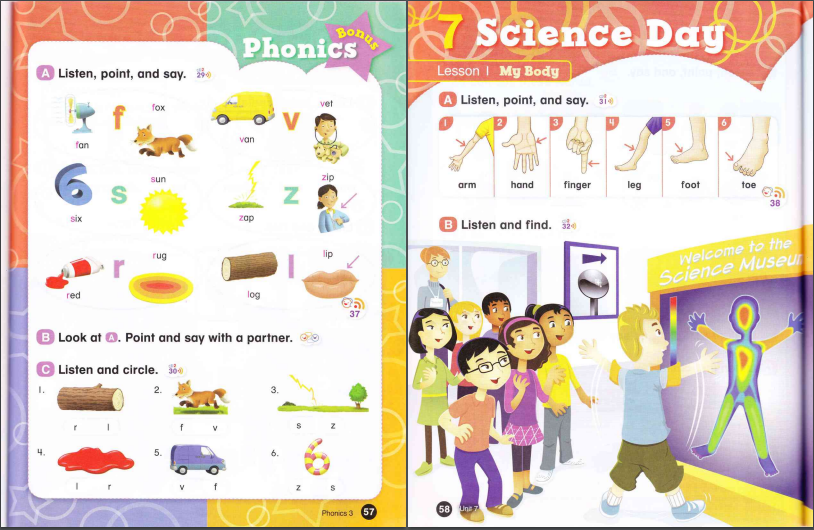 Phonics
Bonus
A Listen, point, and say. 29
f
fox
v
vet
fan
van
6
s
sun
z
zip
six
zap
r
rug
l
lip
red
log
37
B Look at A. Point and say with a partner.
C Listen and circle. 30
1. 2. 3.
r l f v s z
4. 5. 6.
l r v f z s
Phonics 3 57
7 Science Day
Lesson 1 My Body
A Listen, point, and say. 31
1 2 3 4 5 6
arm hand finger leg foot toe
38
B Listen and find. 32
Welcome to the
Science Museum
58 Unit 7